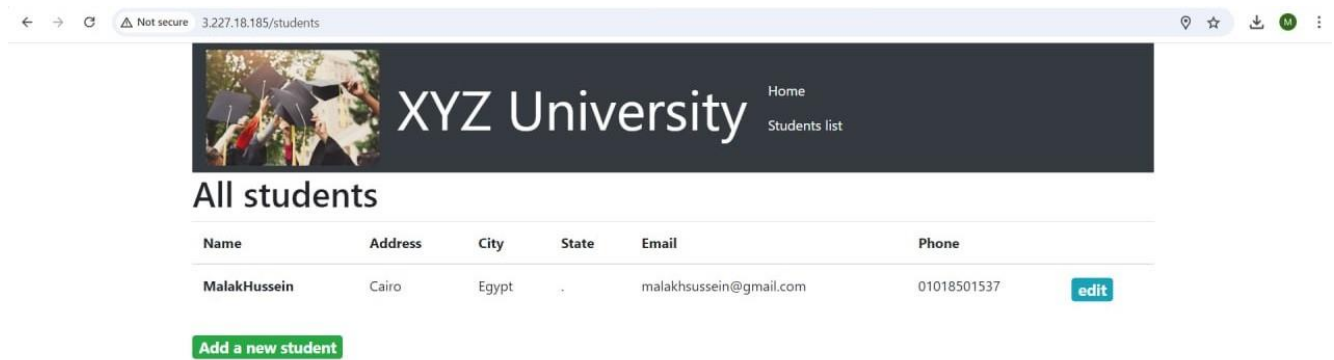 Not secure 3.227.18.185/students
M
XYZ University
Home
Students list
All students
Name Address City State Email Phone
MalakHussein Cairo Egypt . malakhsussein@gmail.com 01018501537 edit
Add a new student